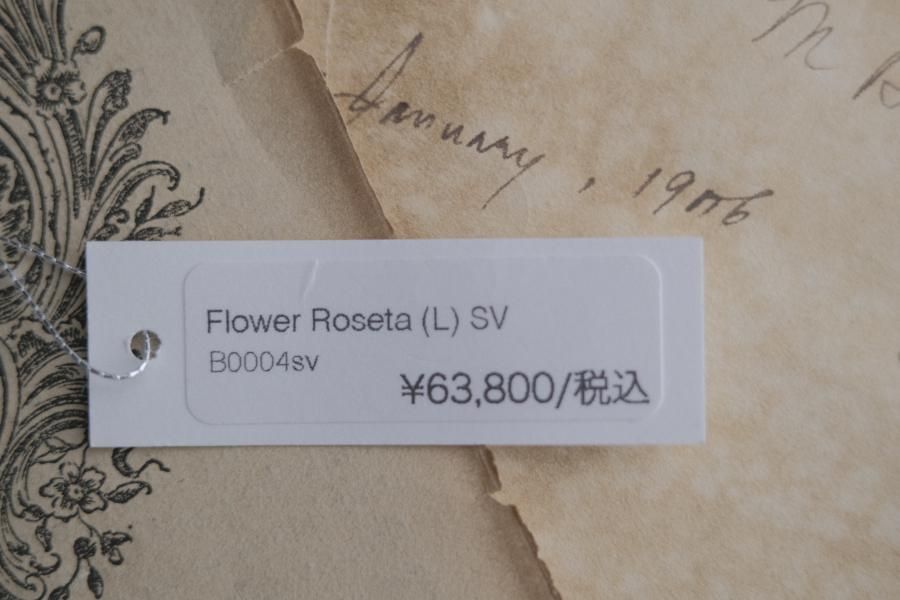 January, 1906
Flower Roseta (L) SV
B0004sv
¥63,800/税込